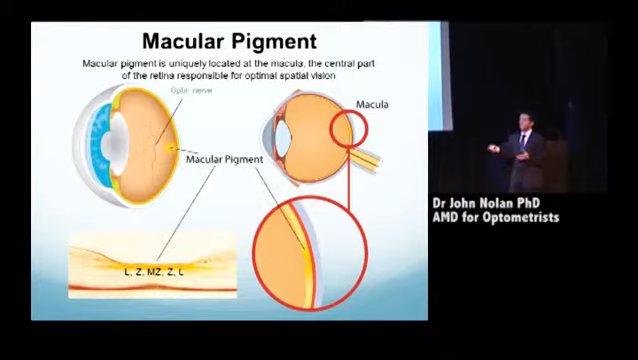 Macular Pigment
Macular pigment is uniquely located at the macula, the central part
of the retina responsible for optimal spatial vision
Optic nerve
Macula
Macular Pigment
L, Z, MZ, Z, L
Dr John Nolan PhD
AMD for Optometrists